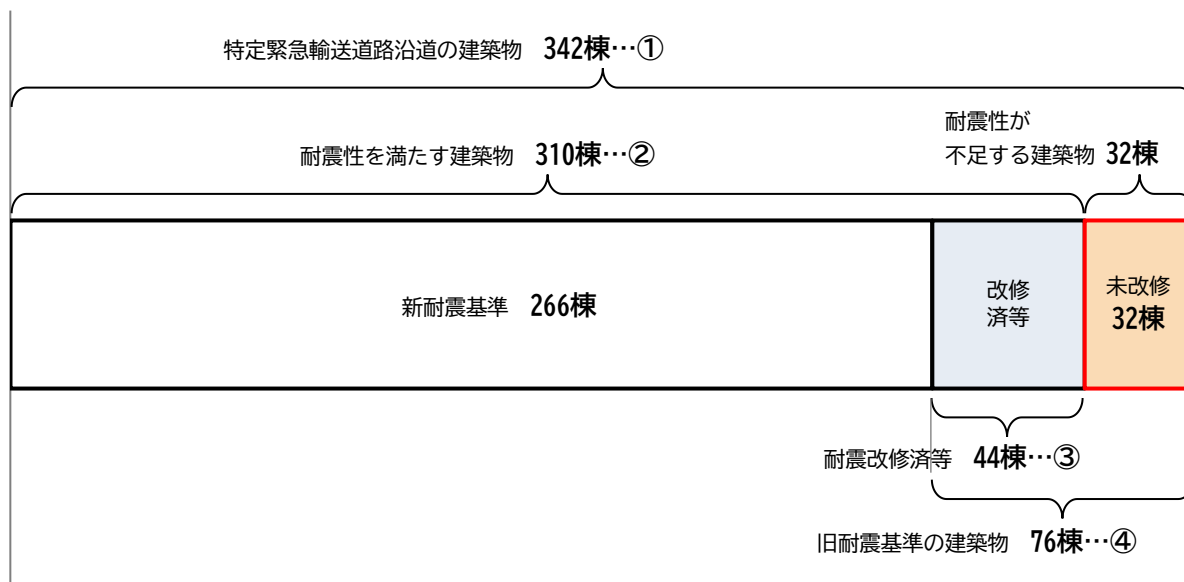 特定緊急輸送道路沿道の建築物 342棟…①
耐震性を満たす建築物 310棟…②
耐震性が
不足する建築物 32棟
新耐震基準 266棟
改修
済等
未改修
32棟
耐震改修済等 44棟…③
旧耐震基準の建築物 76棟…④